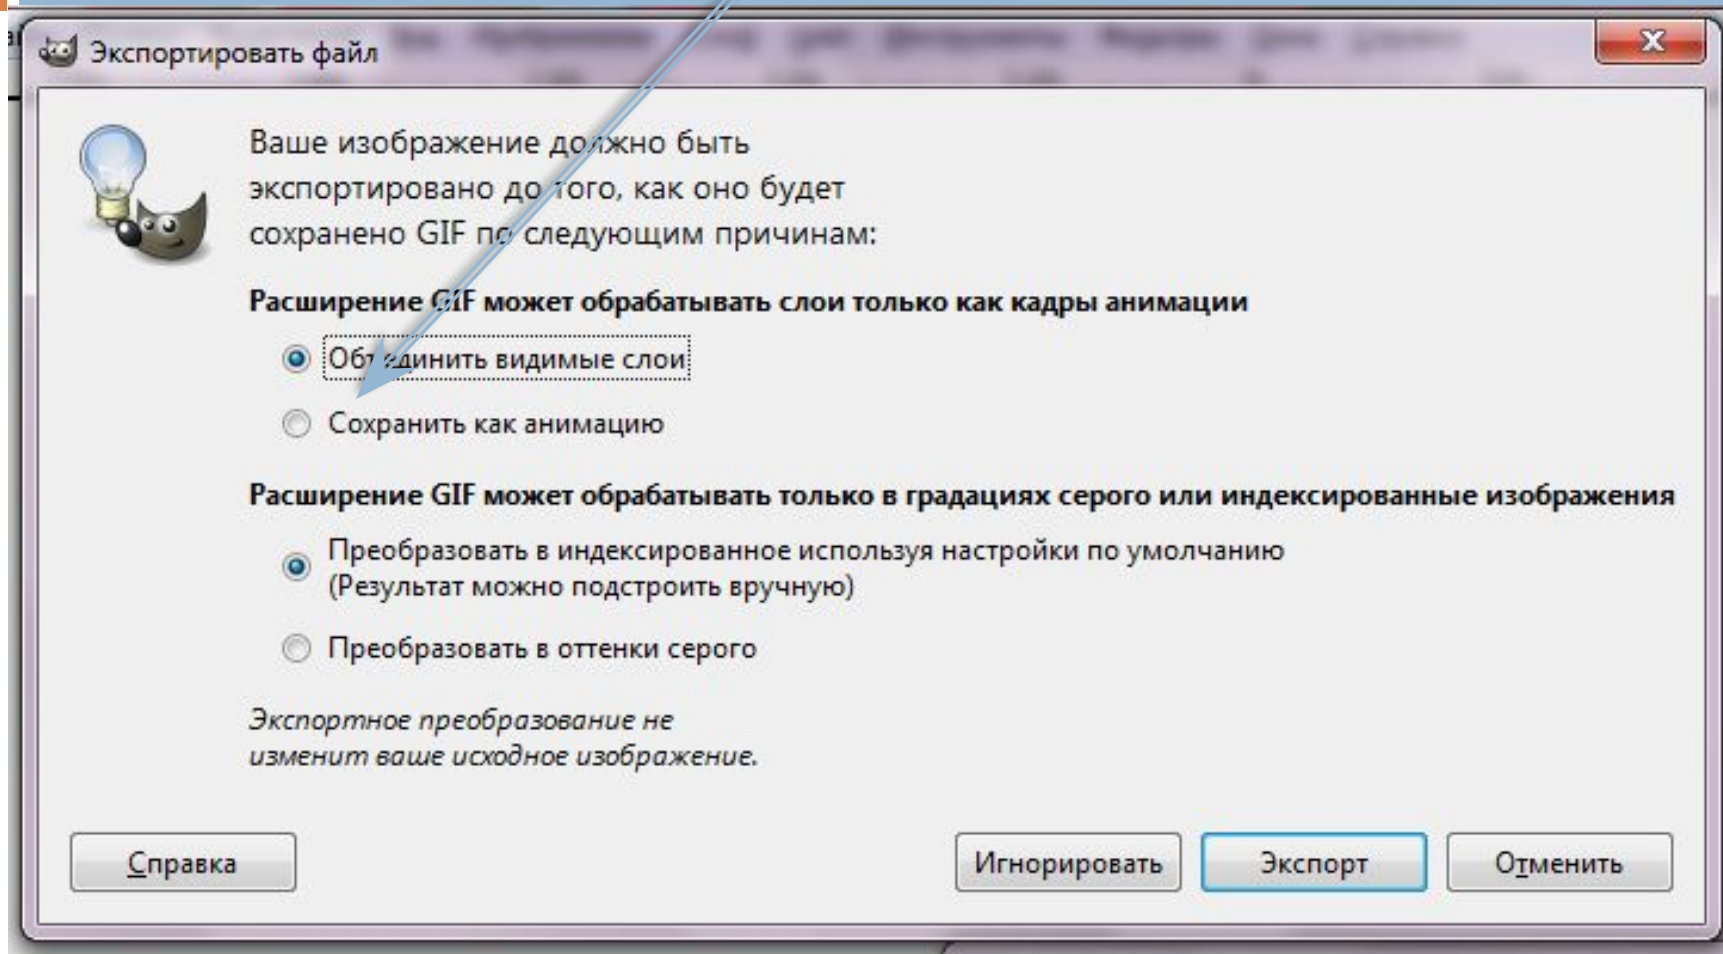 Экспортировать файл
Ваше изображение должно быть
экспортировано до того, как оно будет
сохранено GIF по следующим причинам:
Расширение GIF может обрабатывать слои только как кадры анимации
Объединить видимые слои
Сохранить как анимацию
Расширение GIF может обрабатывать только в градациях серого или индексированные изображения
Преобразовать в индексированное используя настройки по умолчанию
(Результат можно подстроить вручную)
Преобразовать в оттенки серого
Экспортное преобразование не
изменит ваше исходное изображение.
Справка
Игнорировать
Экспорт
Отменить